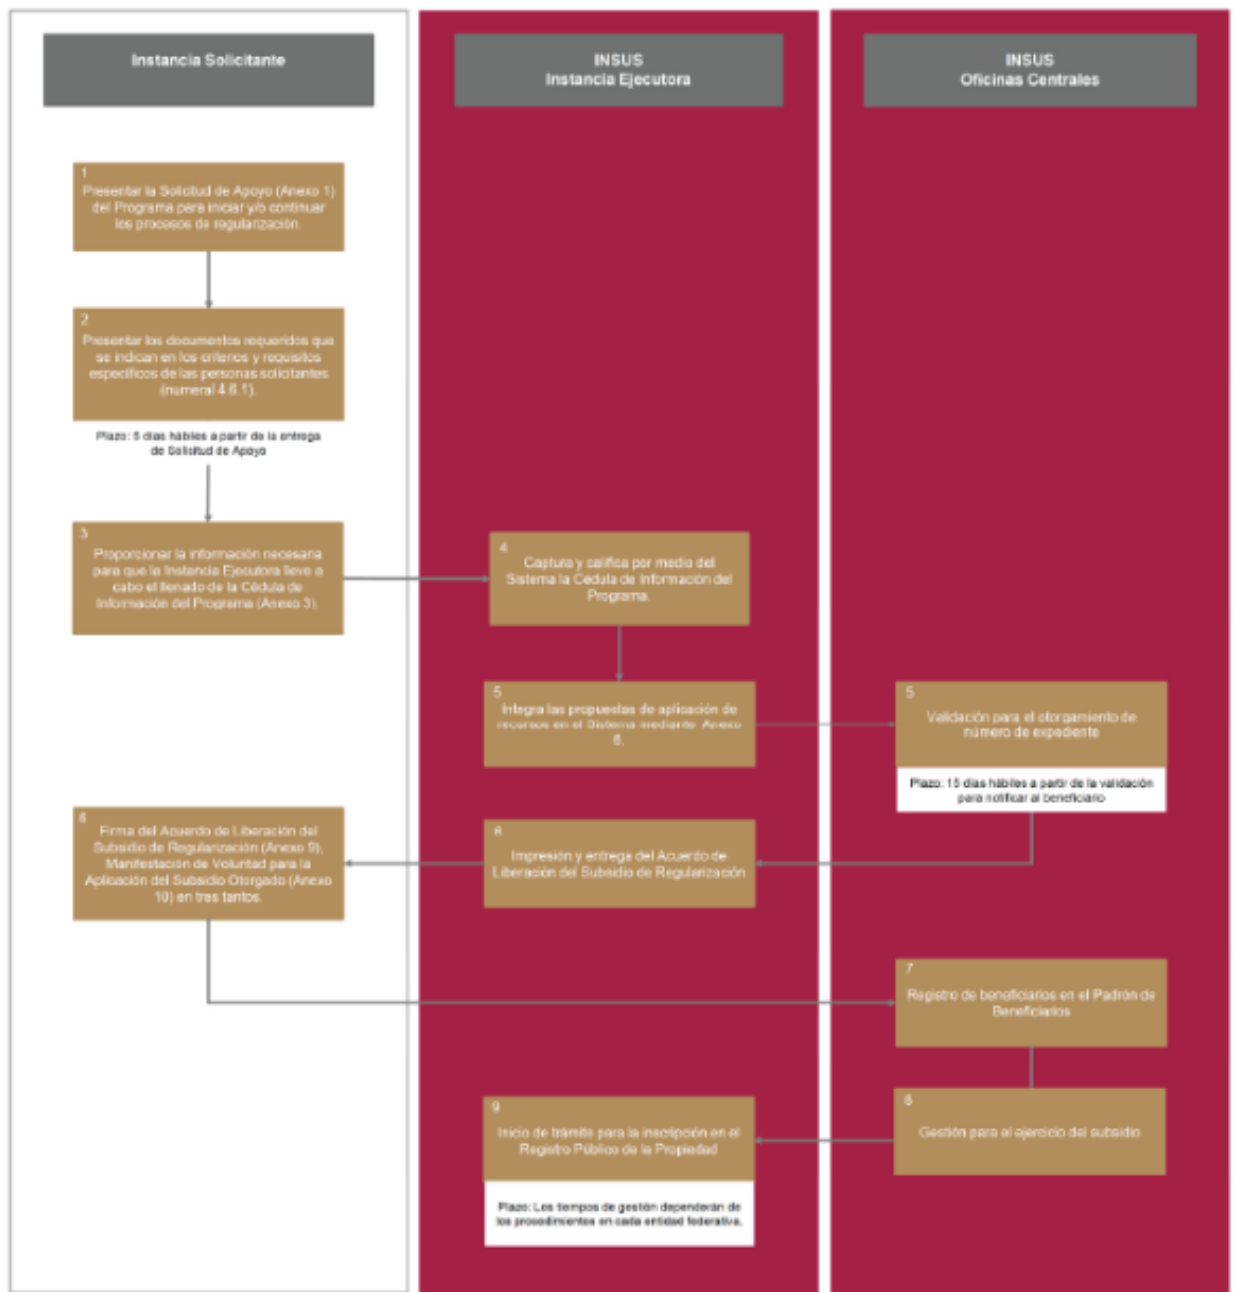 Instancia Solicitante
INSUS
Instancia Ejecutora
INSUS
Oficinas Centrales
1
Presentar la Solicitud de Apoyo (Anexo 1)
del Programa para iniciar y/o continuar
los procesos de regularización.
2
Presentar los documentos requeridos que
se indican en los criterios y requisitos
específicos de las personas solicitantes
(numeral 4.6.1).
Plazo: 5 días hábiles a partir de la entrega
de Solicitud de Apoyo
3
Proporcionar la información necesaria
para que la Instancia Ejecutora lleve a
cabo el llenado de la Cédula de
Información del Programa (Anexo 3).
4
Captura y califica por medio del
Sistema la Cédula de Información del
Programa.
5
Integra las propuestas de aplicación de
recursos en el Sistema mediante Anexo
6.
5
Validación para el otorgamiento de
número de expediente
Plazo: 15 días hábiles a partir de la validación
para notificar al beneficiario
6
Impresión y entrega del Acuerdo de
Liberación del Subsidio de Regularización
6
Firma del Acuerdo de Liberación del
Subsidio de Regularización (Anexo 9),
Manifestación de Voluntad para la
Aplicación del Subsidio Otorgado (Anexo
10) en tres tantos.
7
Registro de beneficiarios en el Padrón de
Beneficiarios
8
Gestión para el ejercicio del subsidio
9
Inicio de trámite para la inscripción en el
Registro Público de la Propiedad
Plazo: Los tiempos de gestión dependerán de
los procedimientos en cada entidad federativa.